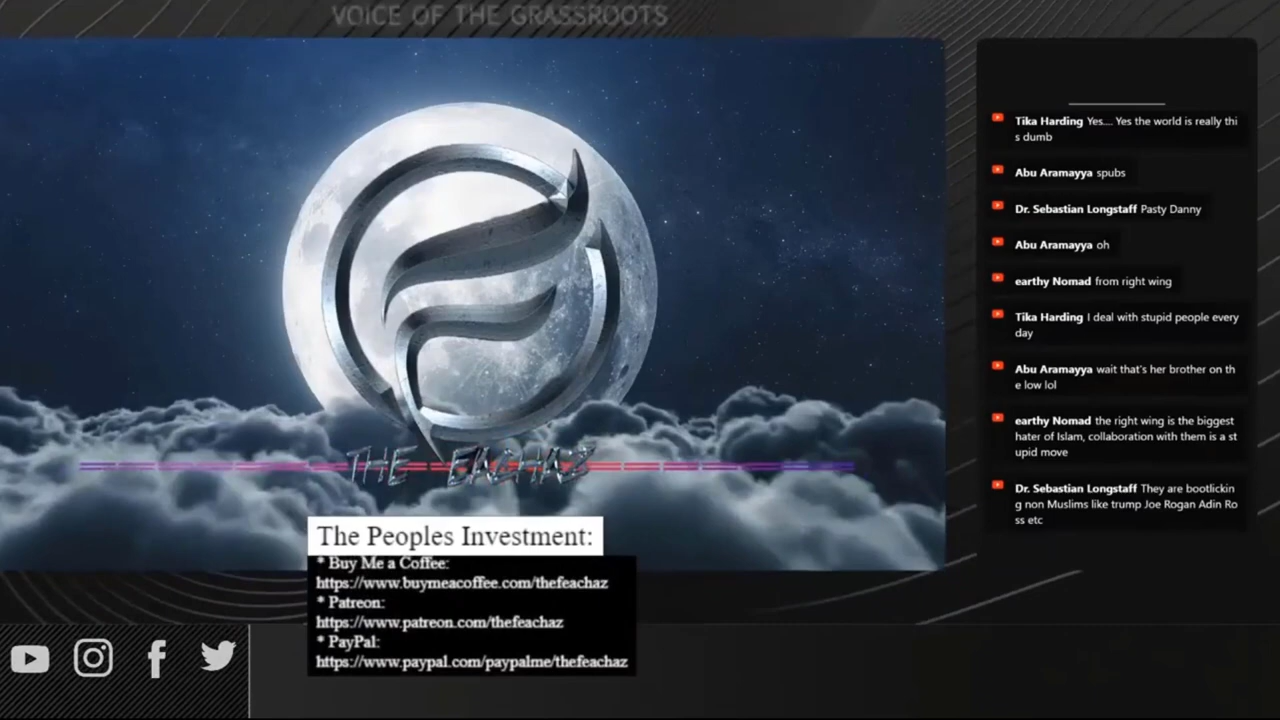 VOICE OF THE GRASSROOTS
THE EACHAZ
The Peoples Investment:
* Buy Me a Coffee:
https://www.buymeacoffee.com/thefeachaz
* Patreon:
https://www.patreon.com/thefeachaz
* PayPal:
https://www.paypal.com/paypalme/thefeachaz
Tika Harding Yes.... Yes the world is really thi
s dumb
Abu Aramayya spubs
Dr. Sebastian Longstaff Pasty Danny
Abu Aramayya oh
earthy Nomad from right wing
Tika Harding I deal with stupid people every
day
Abu Aramayya wait that's her brother on th
e low lol
earthy Nomad the right wing is the biggest
hater of Islam, collaboration with them is a st
upid move
Dr. Sebastian Longstaff They are bootlickin
g non Muslims like trump Joe Rogan Adin Ro
ss etc